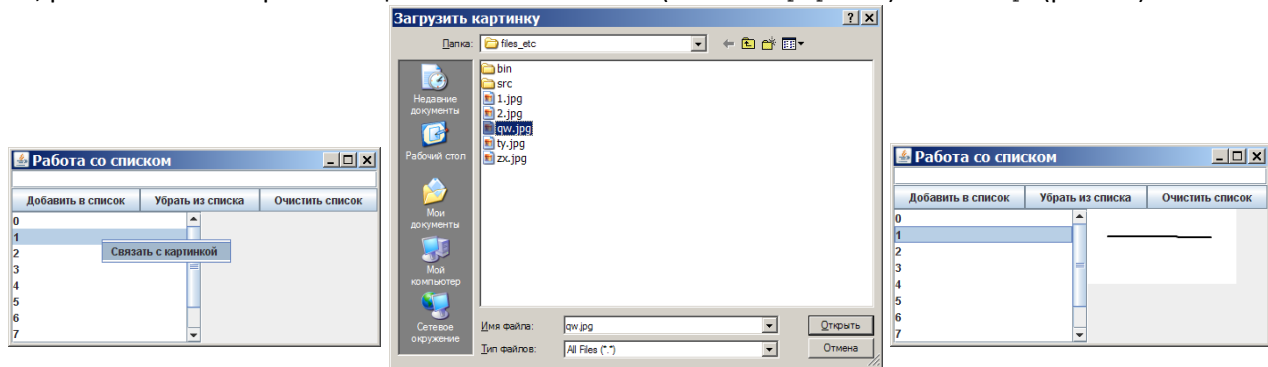 Работа со списком
Добавить в список Убрать из списка Очистить список
0
1
Связать с картинкой
2
3
4
5
6
7
Загрузить картинку
Папка: files_etc
Недавние документы
Рабочий стол
Мои документы
Мой компьютер
Сетевое окружение
bin
src
1.jpg
2.jpg
qw.jpg
ty.jpg
zx.jpg
Имя файла: qw.jpg Открыть
Тип файлов: All Files (*.*) Отмена
Работа со списком
Добавить в список Убрать из списка Очистить список
0
1
2
3
4
5
6
7